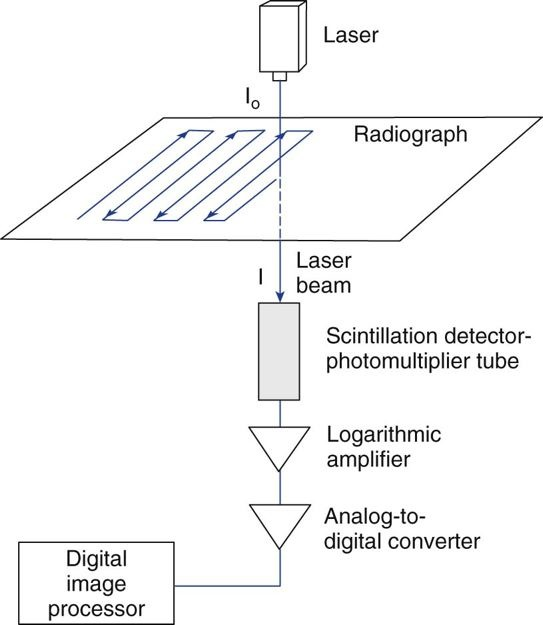 Laser
Io
Radiograph
I
Laser
beam
Scintillation detector-
photomultiplier tube
Logarithmic
amplifier
Analog-to-
digital converter
Digital
image
processor